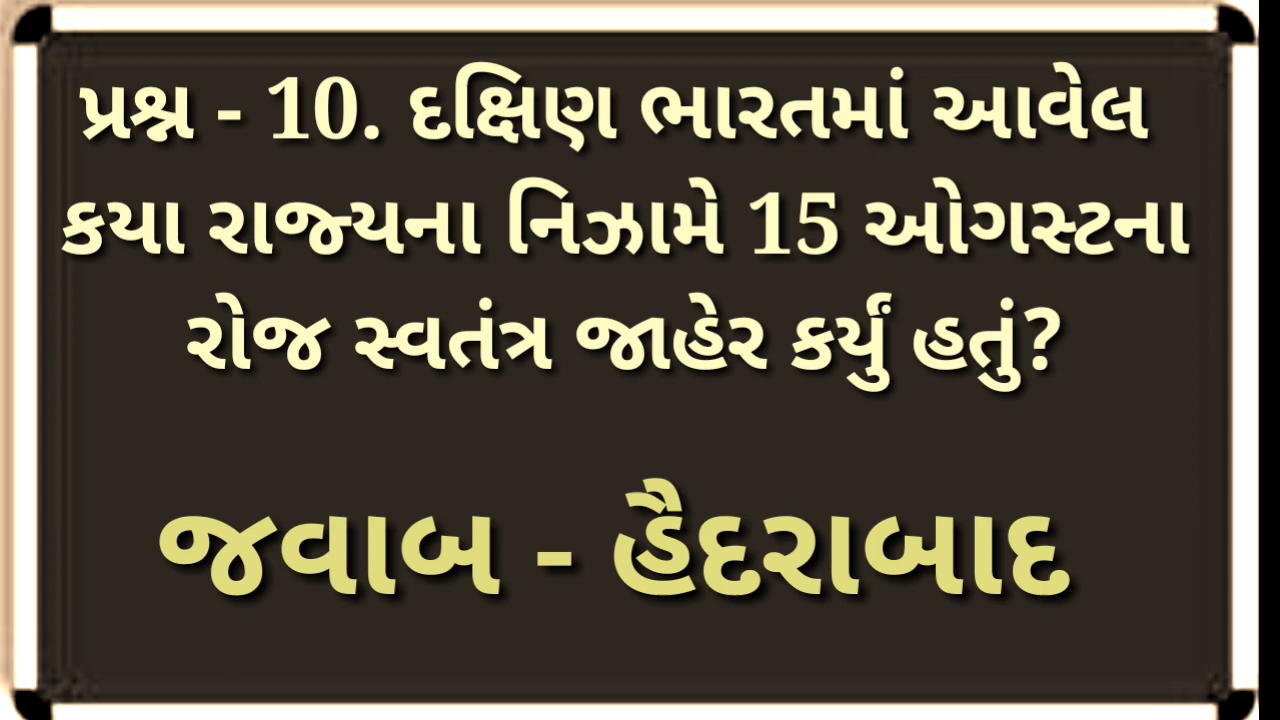 પ્રશ્ન - 10. દક્ષિણ ભારતમાં આવેલ
કયા રાજ્યના નિઝામે 15 ઓગસ્ટના
રોજ સ્વતંત્ર જાહેર કર્યું હતું?
જવાબ - હૈદરાબાદ